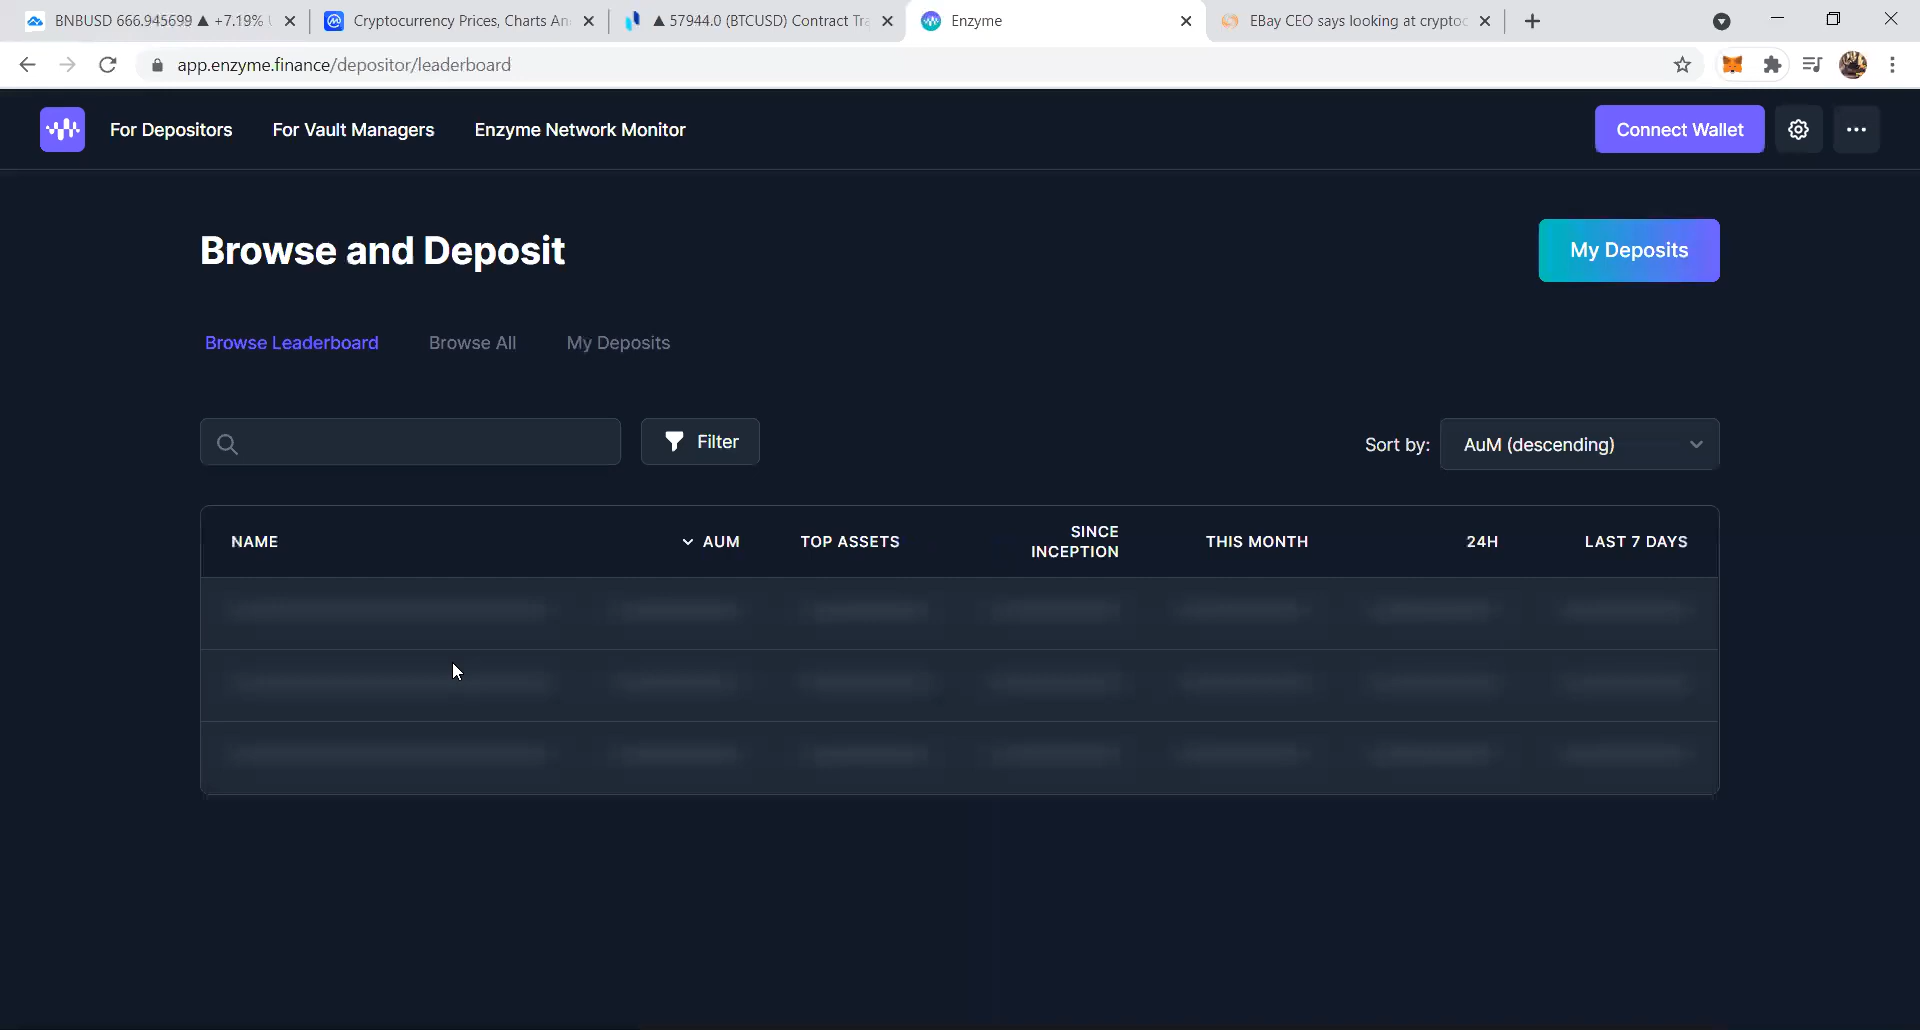 BNBUSD 666.945699 ▲ +7.19%
Cryptocurrency Prices, Charts An
▲ 57944.0 (BTCUSD) Contract Tra
Enzyme
EBay CEO says looking at cryptoc
app.enzyme.finance/depositor/leaderboard
For Depositors
For Vault Managers
Enzyme Network Monitor
Connect Wallet
Browse and Deposit
My Deposits
Browse Leaderboard
Browse All
My Deposits
Filter
Sort by:
AuM (descending)
NAME
AUM
TOP ASSETS
SINCE
INCEPTION
THIS MONTH
24H
LAST 7 DAYS